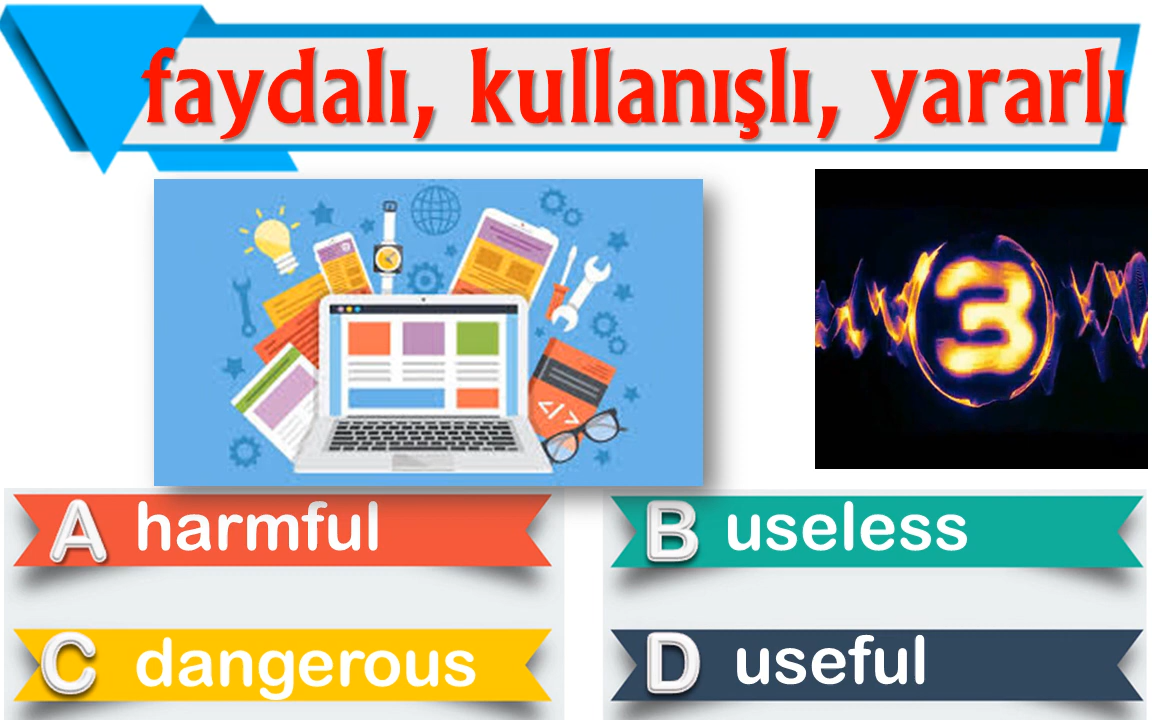 faydalı, kullanışlı, yararlı
3
</>
A harmful
B useless
C dangerous
D useful